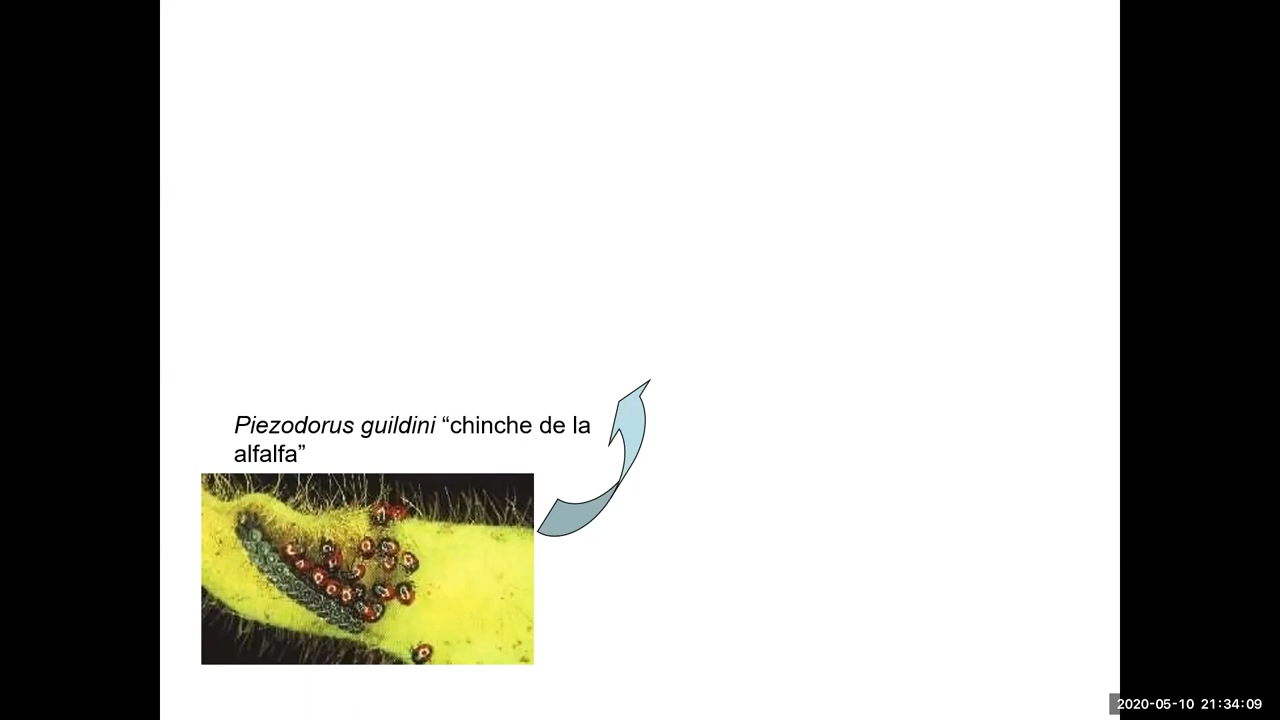 Piezodorus guildini “chinche de la
alfalfa”
2020-05-10 21:34:09